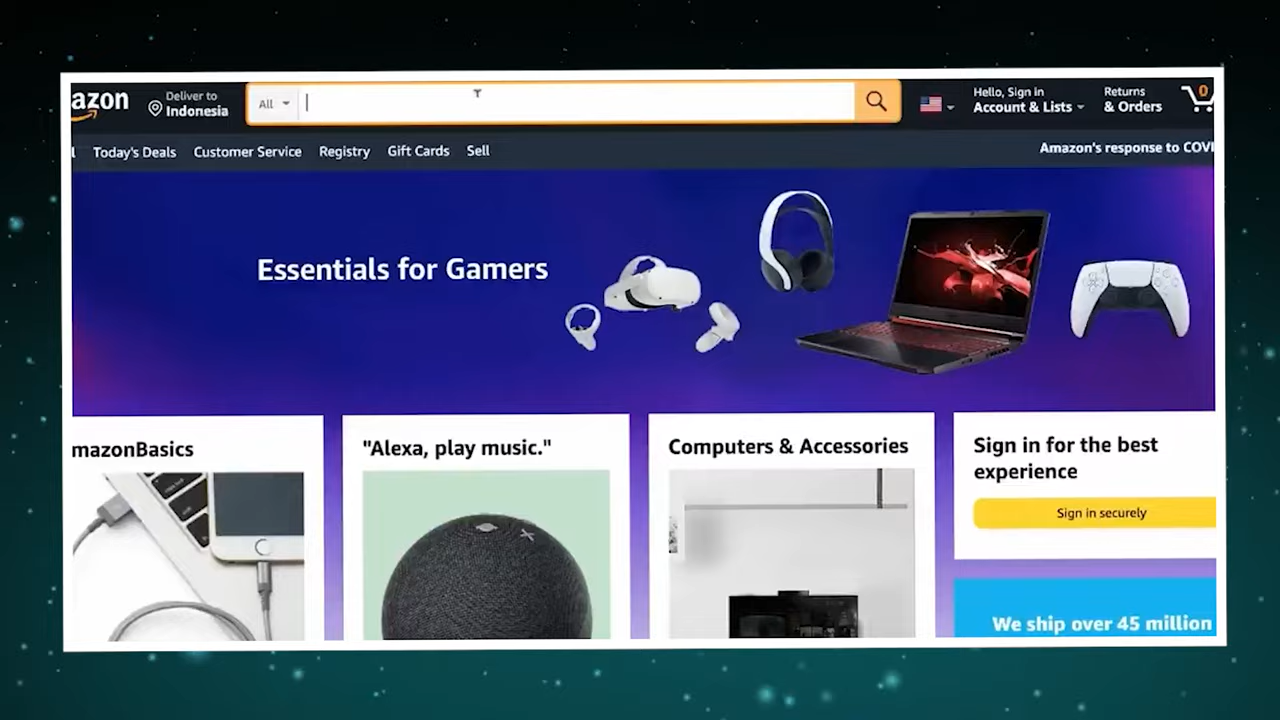 azon
Deliver to
Indonesia
All
Hello, Sign in
Account & Lists
Returns
& Orders
0
l
Today's Deals
Customer Service
Registry
Gift Cards
Sell
Amazon's response to COVI
Essentials for Gamers
mazonBasics
"Alexa, play music."
Computers & Accessories
Sign in for the best
experience
Sign in securely
We ship over 45 million